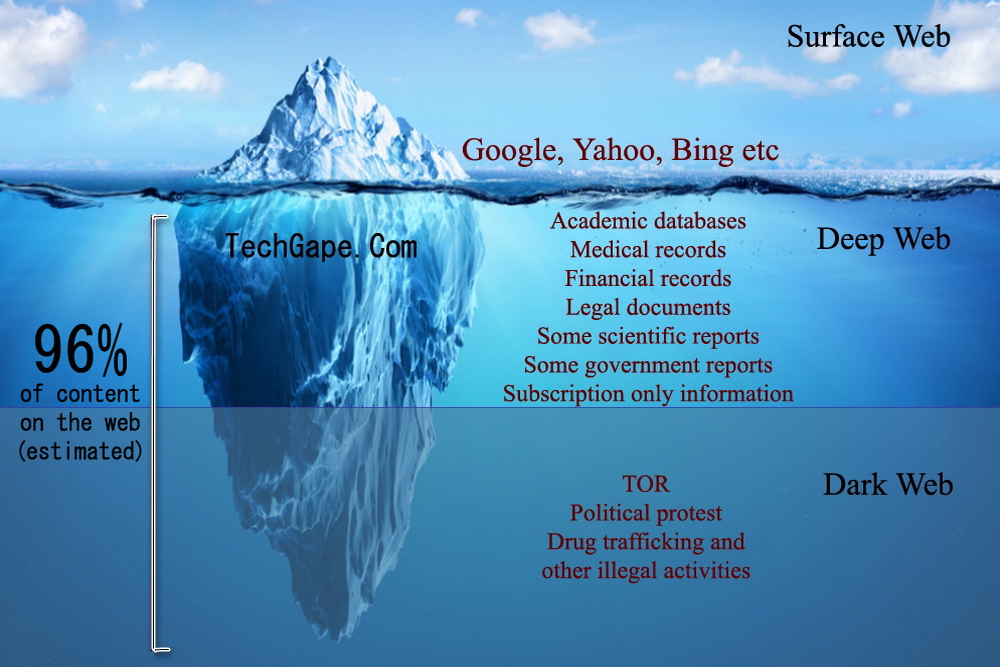 Surface Web
Google, Yahoo, Bing etc
Academic databases
Medical records
Financial records
Legal documents
Some scientific reports
Some government reports
Subscription only information
Deep Web
TechGape.Com
96%
of content
on the web
(estimated)
TOR
Political protest
Drug trafficking and
other illegal activities
Dark Web